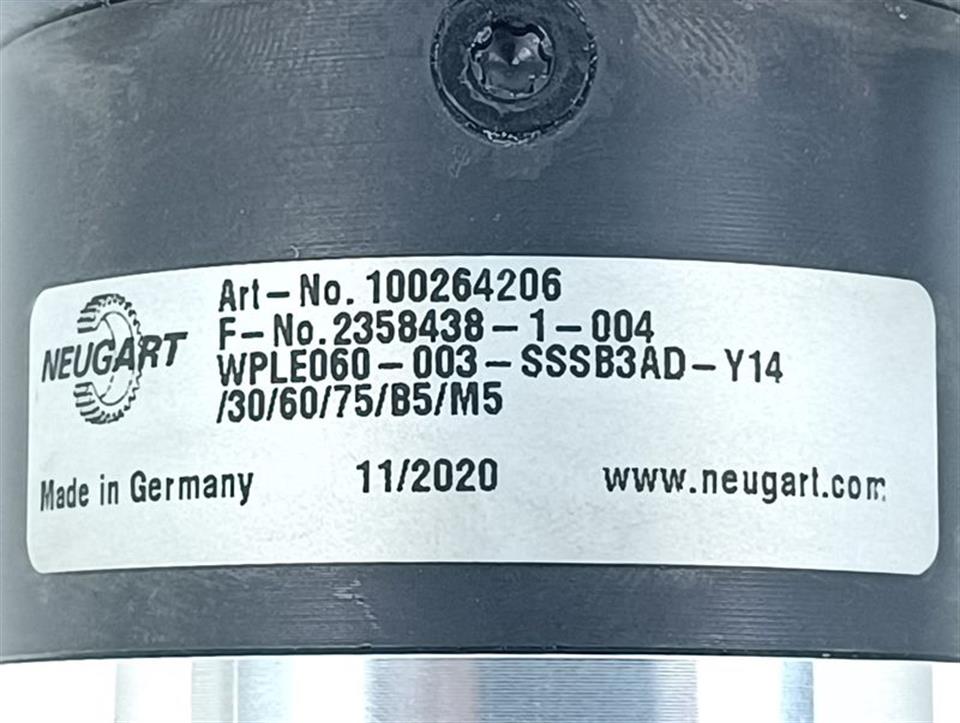 NEUGART
Art-No. 100264206
F-No. 2358438-1-004
WPLE060-003-SSSB3AD-Y14
/30/60/75/B5/M5
Made in Germany 11/2020 www.neugart.com